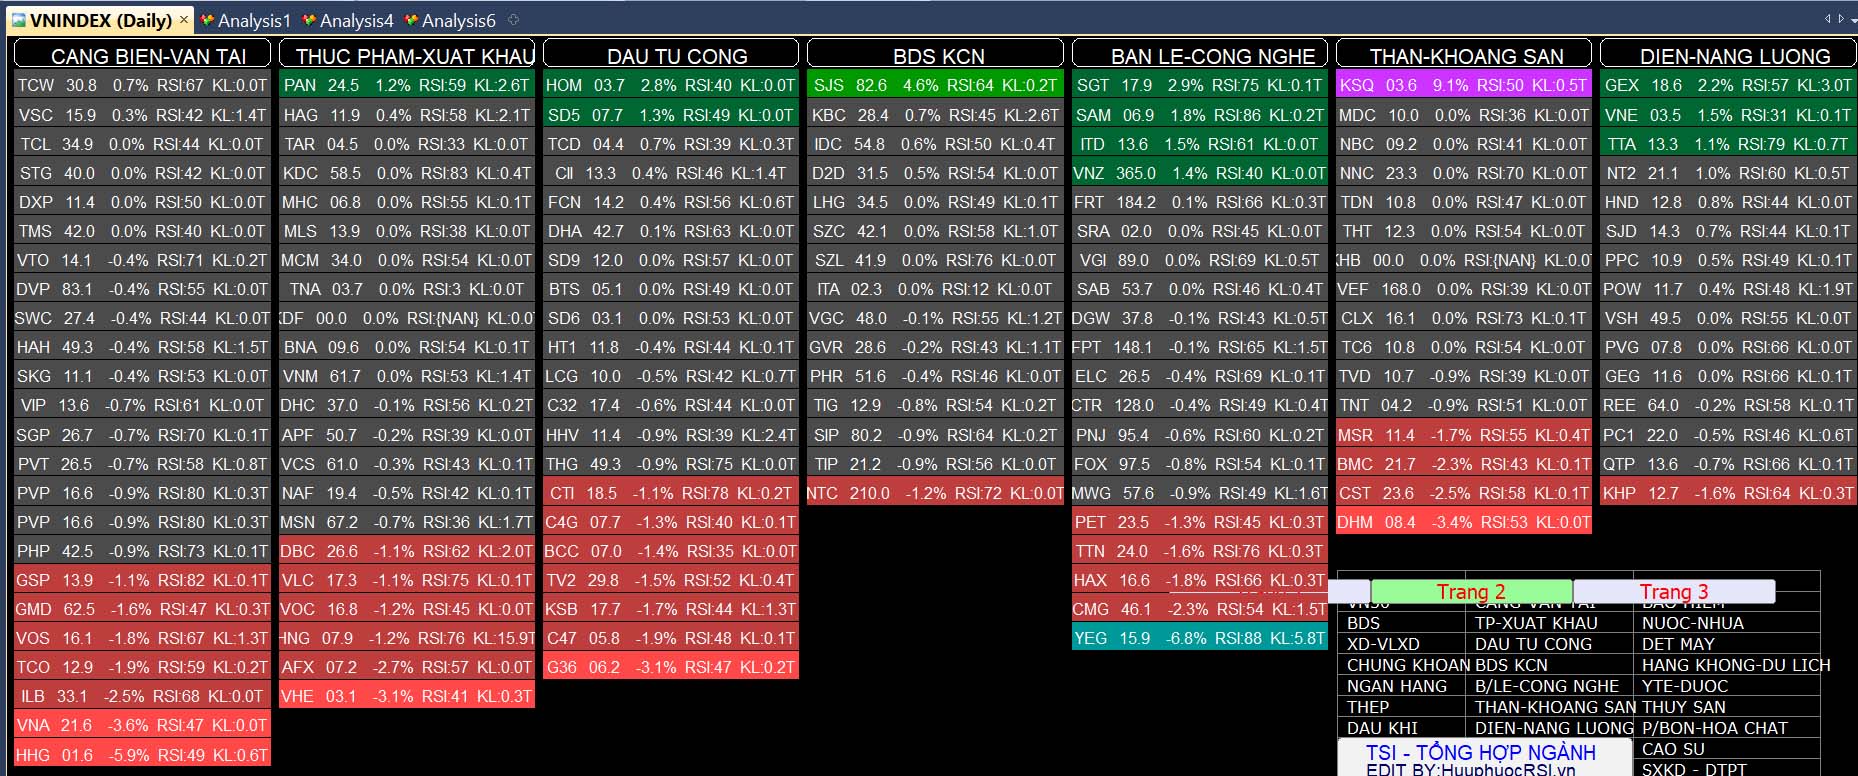 VNINDEX (Daily) × Analysis1 Analysis4 Analysis6
CANG BIEN-VAN TAI
TCW 30.8 0.7% RSI:67 KL:0.0T
VSC 15.9 0.3% RSI:42 KL:1.4T
TCL 34.9 0.0% RSI:44 KL:0.0T
STG 40.0 0.0% RSI:42 KL:0.0T
DXP 11.4 0.0% RSI:50 KL:0.0T
TMS 42.0 0.0% RSI:40 KL:0.0T
VTO 14.1 -0.4% RSI:71 KL:0.2T
DVP 83.1 -0.4% RSI:55 KL:0.0T
SWC 27.4 -0.4% RSI:44 KL:0.0T
HAH 49.3 -0.4% RSI:58 KL:1.5T
SKG 11.1 -0.4% RSI:53 KL:0.0T
VIP 13.6 -0.7% RSI:61 KL:0.0T
SGP 26.7 -0.7% RSI:70 KL:0.1T
PVT 26.5 -0.7% RSI:58 KL:0.8T
PVP 16.6 -0.9% RSI:80 KL:0.3T
PVP 16.6 -0.9% RSI:80 KL:0.3T
PHP 42.5 -0.9% RSI:73 KL:0.1T
GSP 13.9 -1.1% RSI:82 KL:0.1T
GMD 62.5 -1.6% RSI:47 KL:0.3T
VOS 16.1 -1.8% RSI:67 KL:1.3T
TCO 12.9 -1.9% RSI:59 KL:0.2T
ILB 33.1 -2.5% RSI:68 KL:0.0T
VNA 21.6 -3.6% RSI:47 KL:0.0T
HHG 01.6 -5.9% RSI:49 KL:0.6T
THUC PHAM-XUAT KHAU
PAN 24.5 1.2% RSI:59 KL:2.6T
HAG 11.9 0.4% RSI:58 KL:2.1T
TAR 04.5 0.0% RSI:33 KL:0.0T
KDC 58.5 0.0% RSI:83 KL:0.4T
MHC 06.8 0.0% RSI:55 KL:0.1T
MLS 13.9 0.0% RSI:38 KL:0.0T
MCM 34.0 0.0% RSI:54 KL:0.0T
TNA 03.7 0.0% RSI:3 KL:0.0T
KDF 00.0 0.0% RSI:{NAN} KL:0.0
BNA 09.6 0.0% RSI:54 KL:0.1T
VNM 61.7 0.0% RSI:53 KL:1.4T
DHC 37.0 -0.1% RSI:56 KL:0.2T
APF 50.7 -0.2% RSI:39 KL:0.0T
VCS 61.0 -0.3% RSI:43 KL:0.1T
NAF 19.4 -0.5% RSI:42 KL:0.1T
MSN 67.2 -0.7% RSI:36 KL:1.7T
DBC 26.6 -1.1% RSI:62 KL:2.0T
VLC 17.3 -1.1% RSI:75 KL:0.1T
VOC 16.8 -1.2% RSI:45 KL:0.0T
HNG 07.9 -1.2% RSI:76 KL:15.9T
AFX 07.2 -2.7% RSI:57 KL:0.0T
VHE 03.1 -3.1% RSI:41 KL:0.3T
DAU TU CONG
HOM 03.7 2.8% RSI:40 KL:0.0T
SD5 07.7 1.3% RSI:49 KL:0.0T
TCD 04.4 0.7% RSI:39 KL:0.1T
CII 13.3 0.4% RSI:46 KL:1.4T
FCN 14.2 0.4% RSI:56 KL:0.6T
DHA 42.7 0.1% RSI:63 KL:0.0T
SD9 12.0 0.0% RSI:57 KL:0.0T
BTS 05.1 0.0% RSI:49 KL:0.0T
SD6 03.1 0.0% RSI:53 KL:0.0T
HT1 11.8 -0.4% RSI:44 KL:0.1T
LCG 10.0 -0.5% RSI:42 KL:0.7T
C32 17.4 -0.6% RSI:44 KL:0.0T
HHV 11.4 -0.9% RSI:39 KL:2.4T
THG 49.3 -0.9% RSI:75 KL:0.0T
CTI 18.5 -1.1% RSI:78 KL:0.2T
C4G 07.7 -1.3% RSI:40 KL:0.1T
BCC 07.0 -1.4% RSI:35 KL:0.0T
TV2 29.8 -1.5% RSI:52 KL:0.4T
KSB 17.7 -1.7% RSI:44 KL:1.3T
C47 05.8 -1.9% RSI:48 KL:0.1T
G36 06.2 -3.1% RSI:47 KL:0.2T
BDS KCN
SJS 82.6 4.6% RSI:64 KL:0.2T
KBC 28.4 0.7% RSI:45 KL:2.6T
IDC 54.8 0.6% RSI:50 KL:0.4T
D2D 31.5 0.5% RSI:54 KL:0.0T
LHG 34.5 0.0% RSI:49 KL:0.1T
SZC 42.1 0.0% RSI:58 KL:1.0T
SZL 41.9 0.0% RSI:76 KL:0.0T
ITA 02.3 0.0% RSI:12 KL:0.0T
VGC 48.0 -0.1% RSI:55 KL:1.2T
GVR 28.6 -0.2% RSI:43 KL:1.1T
PHR 51.6 -0.4% RSI:46 KL:0.0T
TIG 12.9 -0.8% RSI:54 KL:0.2T
SIP 80.2 -0.9% RSI:64 KL:0.2T
TIP 21.2 -0.9% RSI:56 KL:0.0T
NTC 210.0 -1.2% RSI:72 KL:0.0T
BAN LE-CONG NGHE
SGT 17.9 2.9% RSI:75 KL:0.1T
SAM 06.9 1.8% RSI:86 KL:0.2T
ITD 13.6 1.5% RSI:61 KL:0.0T
VNZ 365.0 1.4% RSI:40 KL:0.0T
FRT 184.2 0.1% RSI:66 KL:0.3T
SRA 02.0 0.0% RSI:45 KL:0.0T
VGI 89.0 0.0% RSI:69 KL:0.5T
SAB 53.7 0.0% RSI:46 KL:0.4T
DGW 37.8 -0.1% RSI:43 KL:0.5T
FPT 148.1 -0.1% RSI:65 KL:1.5T
ELC 26.5 -0.4% RSI:69 KL:0.1T
CTR 128.0 -0.4% RSI:49 KL:0.4T
PNJ 95.4 -0.6% RSI:60 KL:0.2T
FOX 97.5 -0.8% RSI:54 KL:0.1T
MWG 57.6 -0.9% RSI:49 KL:1.6T
PET 23.5 -1.3% RSI:45 KL:0.3T
TTN 24.0 -1.6% RSI:76 KL:0.3T
HAX 16.6 -1.8% RSI:66 KL:0.3T
CMG 46.1 -2.3% RSI:54 KL:1.5T
YEG 15.9 -6.8% RSI:88 KL:5.8T
THAN-KHOANG SAN
KSQ 03.6 9.1% RSI:50 KL:0.5T
MDC 10.0 0.0% RSI:36 KL:0.0T
NBC 09.2 0.0% RSI:41 KL:0.0T
NNC 23.3 0.0% RSI:70 KL:0.0T
TDN 10.8 0.0% RSI:47 KL:0.0T
THT 12.3 0.0% RSI:54 KL:0.0T
KHB 00.0 0.0% RSI:{NAN} KL:0.0
VEF 168.0 0.0% RSI:39 KL:0.0T
CLX 16.1 0.0% RSI:73 KL:0.1T
TC6 10.8 0.0% RSI:54 KL:0.0T
TVD 10.7 -0.9% RSI:39 KL:0.0T
TNT 04.2 -0.9% RSI:51 KL:0.0T
MSR 11.4 -1.7% RSI:55 KL:0.4T
BMC 21.7 -2.3% RSI:43 KL:0.1T
CST 23.6 -2.5% RSI:58 KL:0.1T
DHM 08.4 -3.4% RSI:53 KL:0.0T
DIEN-NANG LUONG
GEX 18.6 2.2% RSI:57 KL:3.0T
VNE 03.5 1.5% RSI:31 KL:0.1T
TTA 13.3 1.1% RSI:79 KL:0.7T
NT2 21.1 1.0% RSI:60 KL:0.5T
HND 12.8 0.8% RSI:44 KL:0.0T
SJD 14.3 0.7% RSI:44 KL:0.1T
PPC 10.9 0.5% RSI:49 KL:0.1T
POW 11.7 0.4% RSI:48 KL:1.9T
VSH 49.5 0.0% RSI:55 KL:0.0T
PVG 07.8 0.0% RSI:66 KL:0.0T
GEG 11.6 0.0% RSI:66 KL:0.1T
REE 64.0 -0.2% RSI:58 KL:0.1T
PC1 22.0 -0.5% RSI:46 KL:0.6T
QTP 13.6 -0.7% RSI:66 KL:0.1T
KHP 12.7 -1.6% RSI:64 KL:0.3T
Trang 2 Trang 3
VN30 CANG VAN TAI BAO HIEM
BDS TP-XUAT KHAU NUOC-NHUA
XD-VLXD DAU TU CONG DET MAY
CHUNG KHOAN BDS KCN HANG KHONG-DU LICH
NGAN HANG B/LE-CONG NGHE YTE-DUOC
THEP THAN-KHOANG SAN THUY SAN
DAU KHI DIEN-NANG LUONG P/BON-HOA CHAT
CAO SU
SXKD - DTPT
TSI - TỔNG HỢP NGÀNH
EDIT BY:HuuphuocRSI.vn